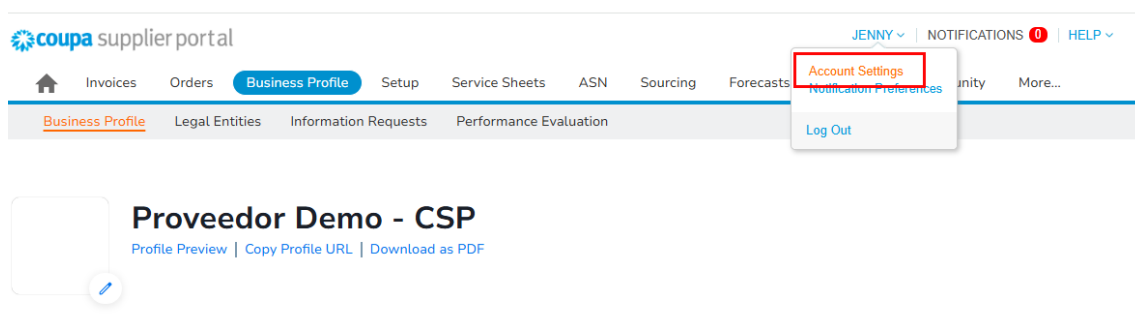 coupa supplier portal
JENNY NOTIFICATIONS 0 HELP
Account Settings
Notification Preferences
Log Out
Invoices Orders Business Profile Setup Service Sheets ASN Sourcing Forecasts unity More...
Business Profile Legal Entities Information Requests Performance Evaluation
Proveedor Demo - CSP
Profile Preview | Copy Profile URL | Download as PDF